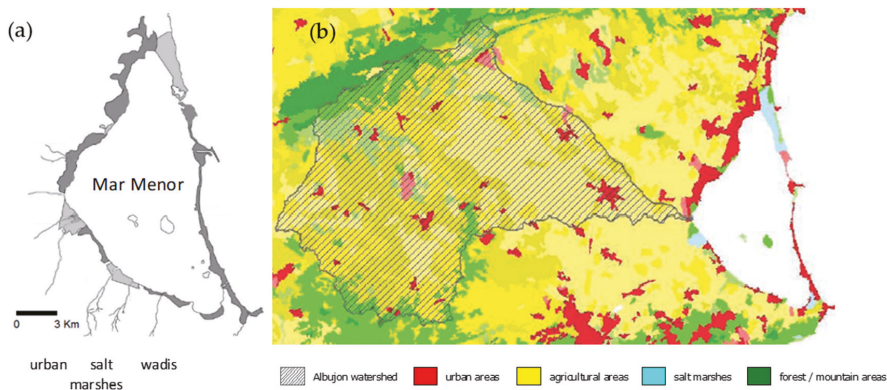 (a)
Mar Menor
0 3 Km
urban salt wadis
marshes
(b)
Albujon watershed urban areas agricultural areas salt marshes forest / mountain areas